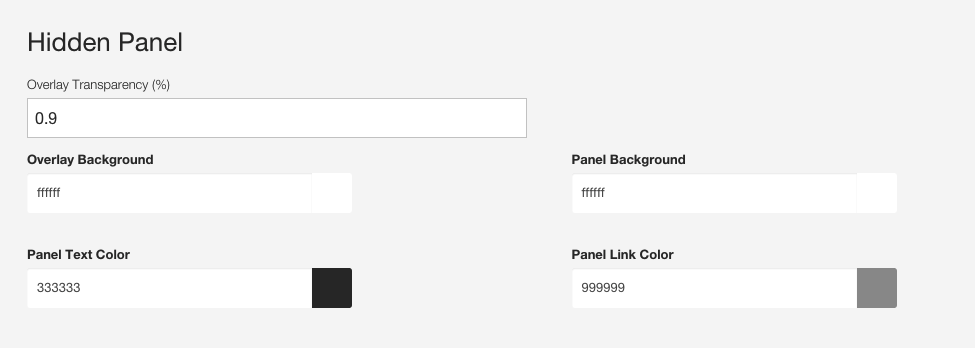 Hidden Panel
Overlay Transparency (%)
0.9
Overlay Background
Panel Background
ffffff
ffffff
Panel Text Color
Panel Link Color
333333
999999